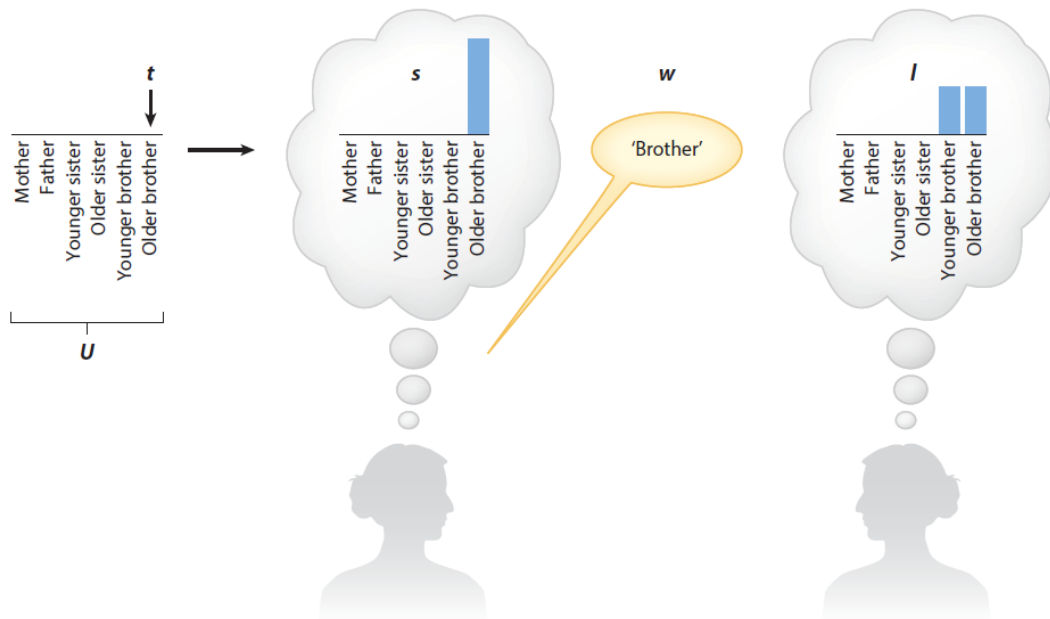 t
Mother
Father
Younger sister
Older sister
Younger brother
Older brother
U
s
Mother
Father
Younger sister
Older sister
Younger brother
Older brother
w
'Brother'
l
Mother
Father
Younger sister
Older sister
Younger brother
Older brother